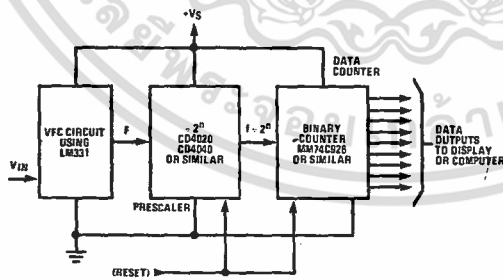 +VS
DATA
COUNTER
VFC CIRCUIT
USING
LM331
F
÷ 2ⁿ
CD4020
CD4040
OR SIMILAR
f ÷ 2ⁿ
BINARY
COUNTER
MM74C926
OR SIMILAR
DATA
OUTPUTS
TO DISPLAY
OR COMPUTER
VIN
PRESCALER
(RESET)